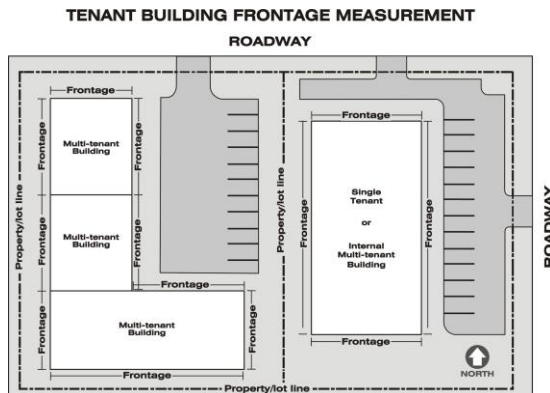 TENANT BUILDING FRONTAGE MEASUREMENT
ROADWAY
Frontage
Frontage
Multi-tenant
Building
Frontage
Frontage
Multi-tenant
Building
Frontage
Frontage
Frontage
Multi-tenant
Building
Frontage
Frontage
Property/lot line
Property/lot line
Property/lot line
Frontage
Frontage
Single
Tenant
or
Internal
Multi-tenant
Building
Frontage
Frontage
ROADWAY
NORTH